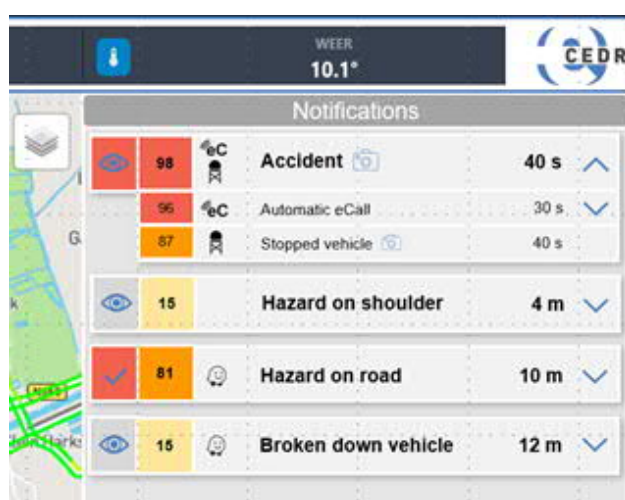 WEER
10.1°
CEDR
Notifications
98 eC Accident 40 s
96 eC Automatic eCall 30 s
87 Stopped vehicle 40 s
G
15 Hazard on shoulder 4 m
k
81 Hazard on road 10 m
15 Broken down vehicle 12 m